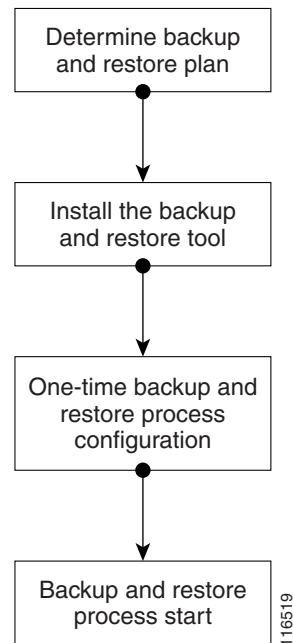 Determine backup
and restore plan
Install the backup
and restore tool
One-time backup and
restore process
configuration
Backup and restore
process start
116519